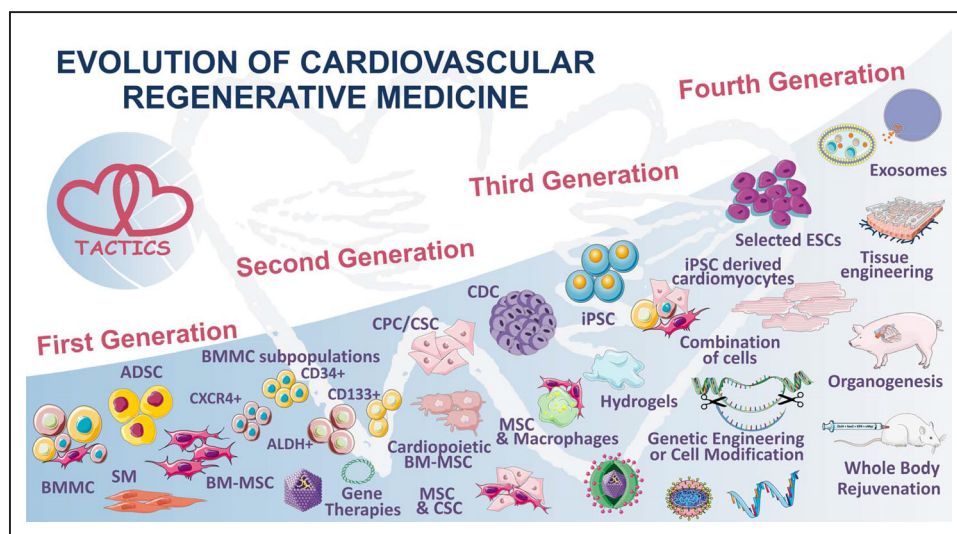 EVOLUTION OF CARDIOVASCULAR
REGENERATIVE MEDICINE
TACTICS
First Generation
Second Generation
Third Generation
Fourth Generation
ADSC
BMMC
SM
BM-MSC
BMMC subpopulations
CD34+
CXCR4+
CD133+
ALDH+
Gene
Therapies
CPC/CSC
Cardiopoietic
BM-MSC
MSC
& CSC
CDC
MSC
& Macrophages
iPSC
Hydrogels
Selected ESCs
iPSC derived
cardiomyocytes
Combination
of cells
Genetic Engineering
or Cell Modification
Exosomes
Tissue
engineering
Organogenesis
Whole Body
Rejuvenation